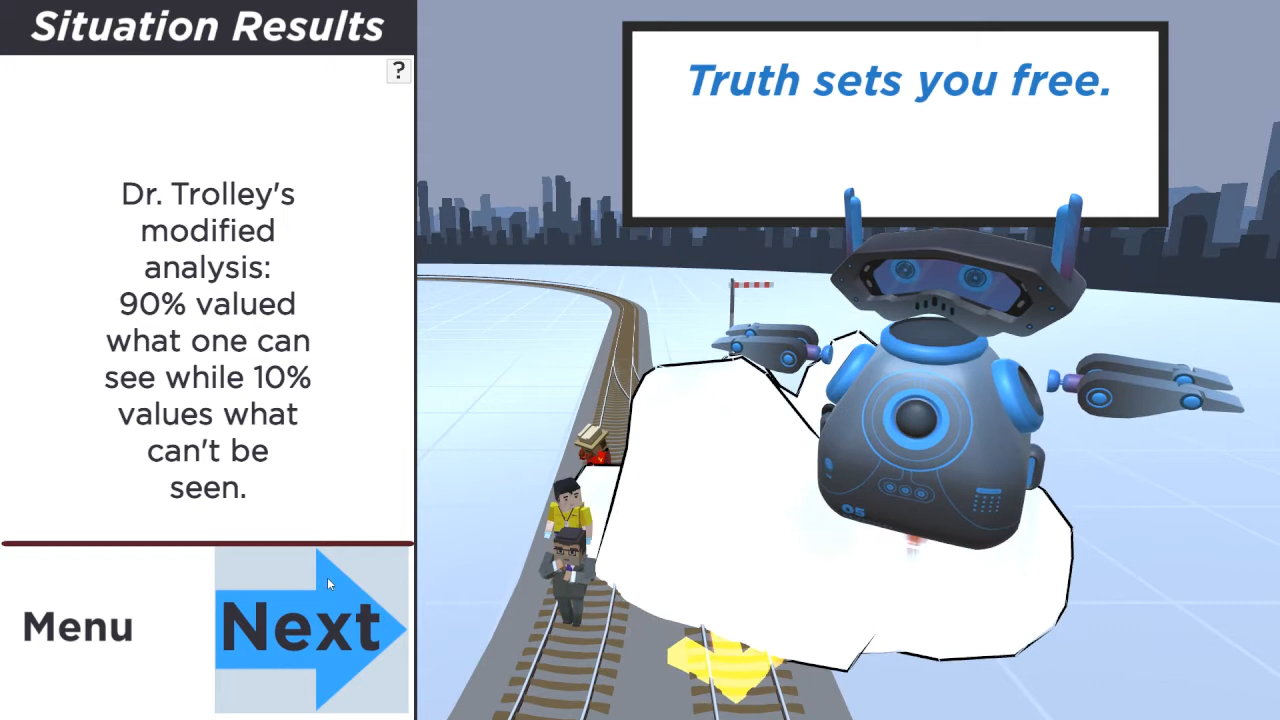 Situation Results
?
Dr. Trolley's
modified
analysis:
90% valued
what one can
see while 10%
values what
can't be
seen.
Menu
Next
Truth sets you free.
05